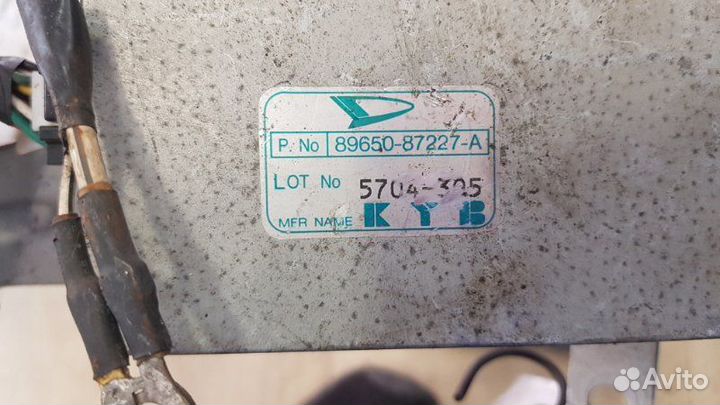 P. No 89650-87227-A
LOT No 5704-305
MFR NAME KYB
Avito